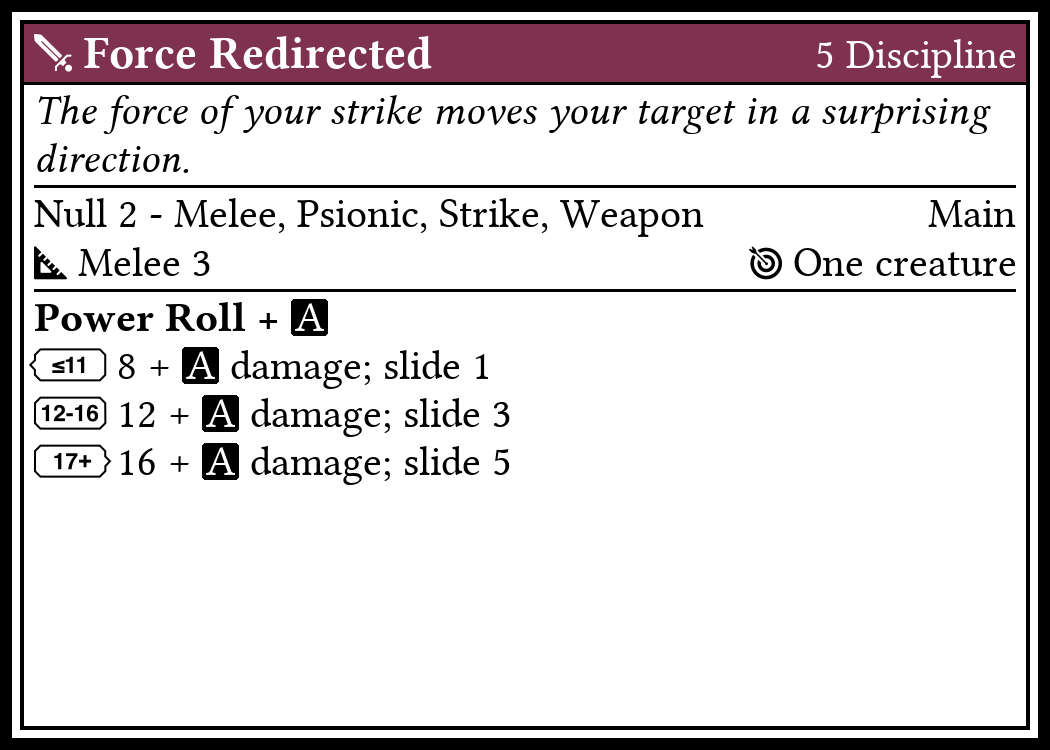 Force Redirected 5 Discipline
The force of your strike moves your target in a surprising
direction.
Null 2 - Melee, Psionic, Strike, Weapon Main
Melee 3 One creature
Power Roll + A
≤11 8 + A damage; slide 1
12-16 12 + A damage; slide 3
17+ 16 + A damage; slide 5